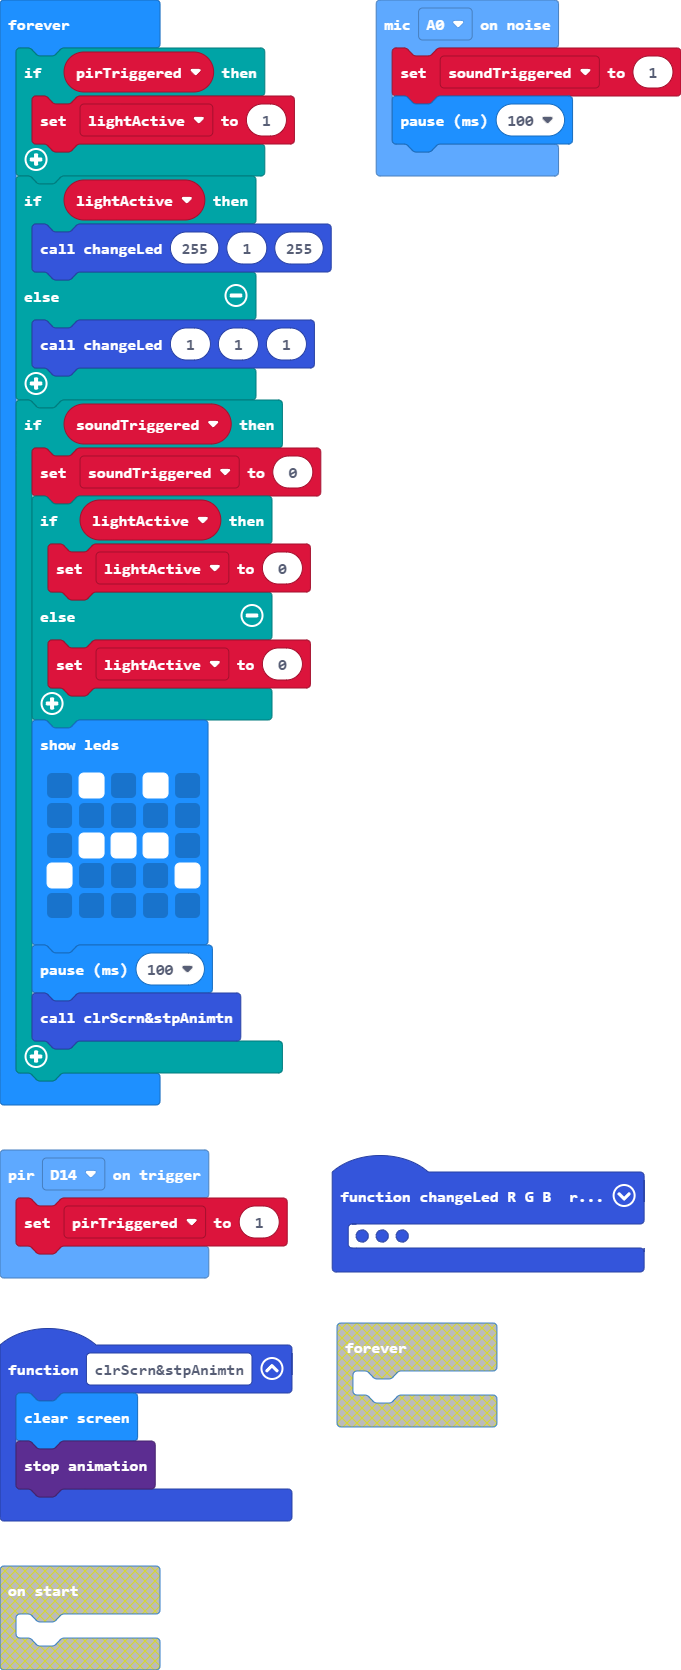 forever
if pirTriggered then
set lightActive to 1
if lightActive then
call changeLed 255 1 255
else
call changeLed 1 1 1
if soundTriggered then
set soundTriggered to 0
if lightActive then
set lightActive to 0
else
set lightActive to 0
show leds
pause (ms) 100
call clrScrn&stpAnimtn
mic A0 on noise
set soundTriggered to 1
pause (ms) 100
pir D14 on trigger
set pirTriggered to 1
function changeLed R G B r...
function clrScrn&stpAnimtn
clear screen
stop animation
forever
on start